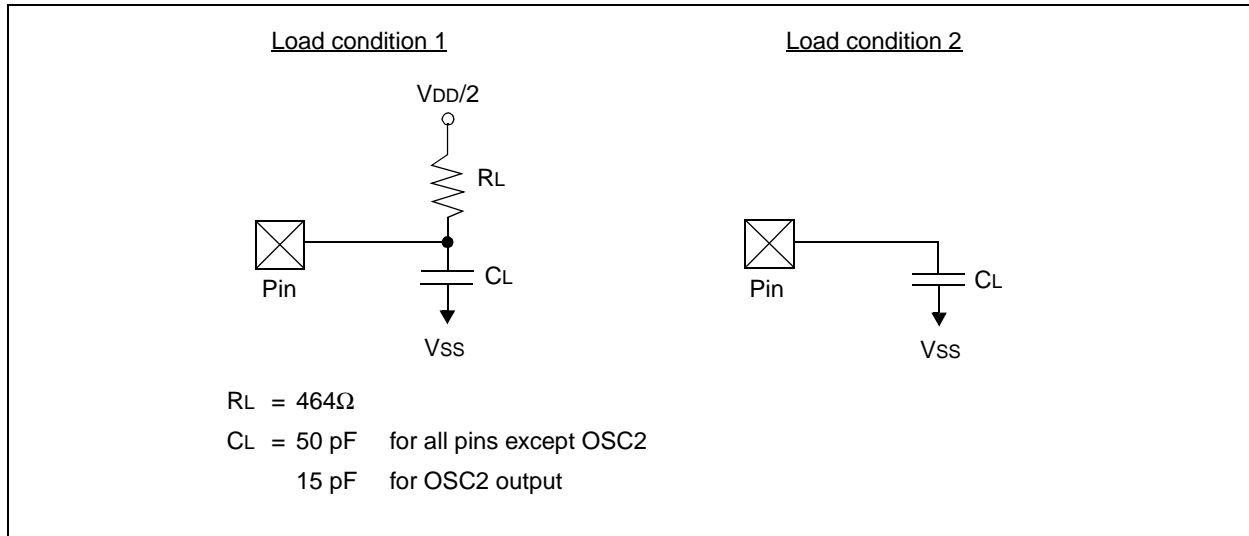 Load condition 1
Load condition 2
VDD/2
RL
Pin
CL
VSS
Pin
CL
VSS
RL = 464Ω
CL = 50 pF for all pins except OSC2
15 pF for OSC2 output